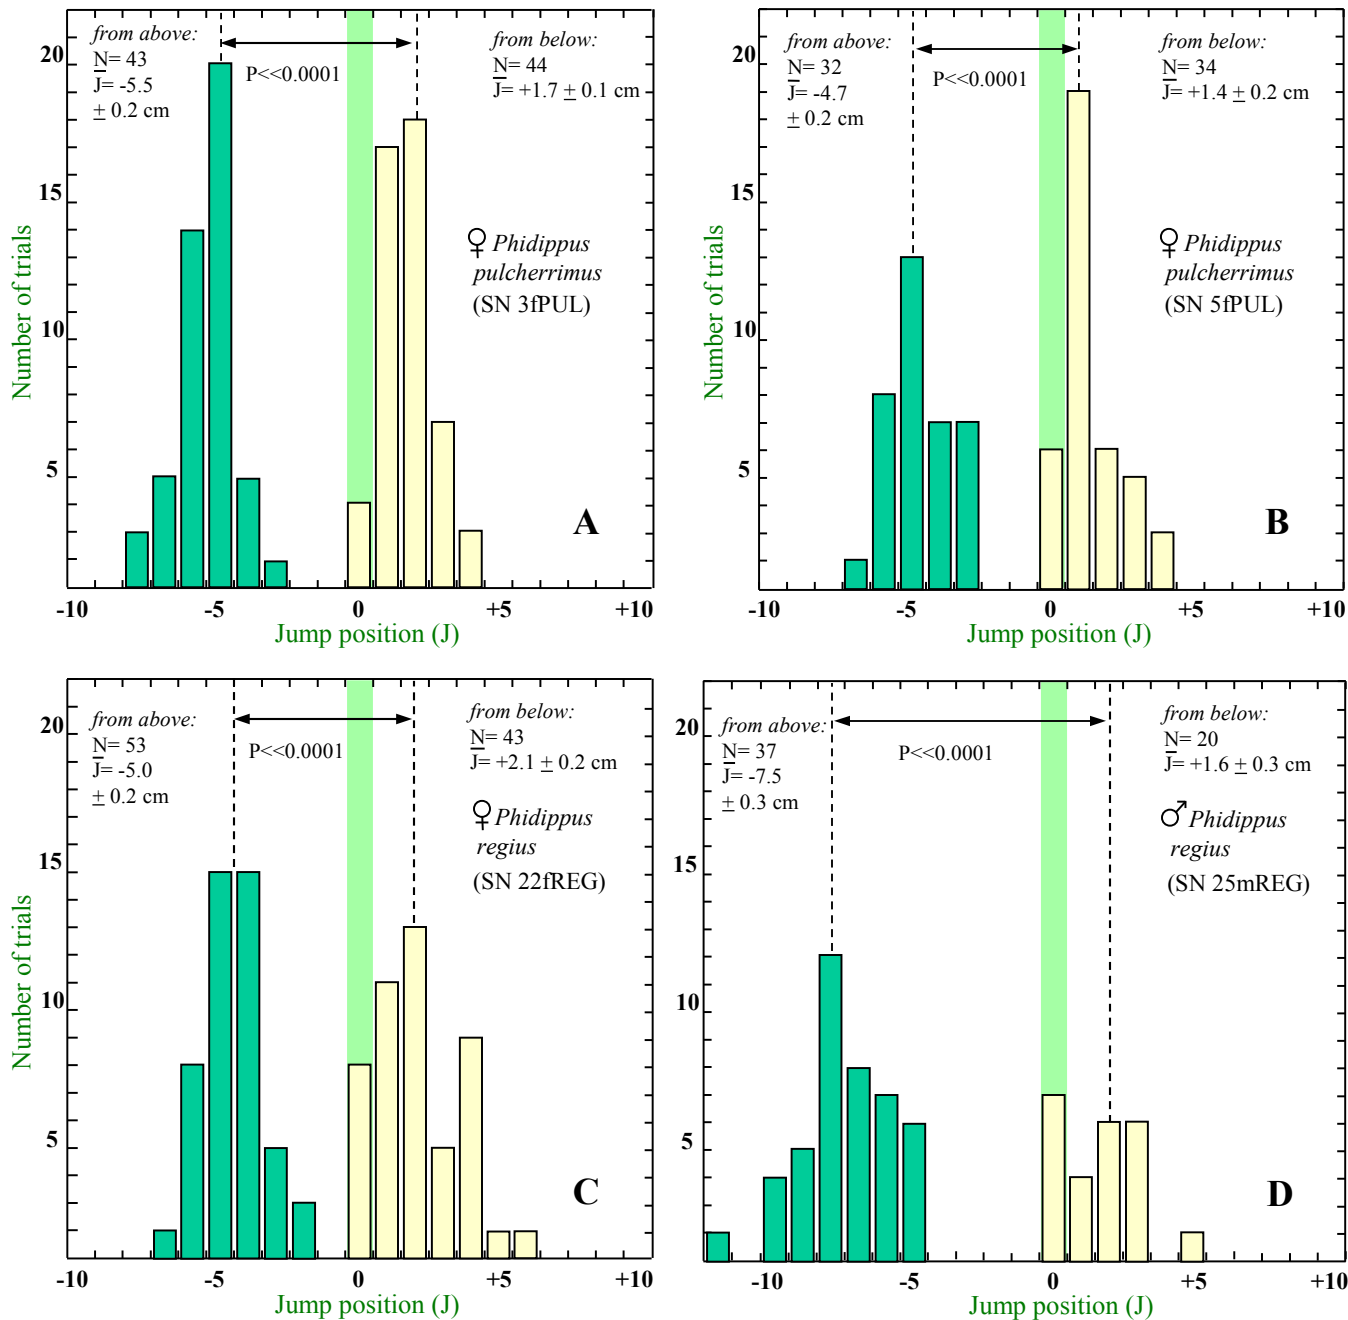 from above:
N= 43
J= -5.5
± 0.2 cm
P<<0.0001
from below:
N= 44
J= +1.7 ± 0.1 cm
♀ Phidippus
pulcherrimus
(SN 3fPUL)
A
Number of trials
20
15
10
5
-10
-5
0
+5
+10
Jump position (J)
from above:
N= 32
J= -4.7
± 0.2 cm
P<<0.0001
from below:
N= 34
J= +1.4 ± 0.2 cm
♀ Phidippus
pulcherrimus
(SN 5fPUL)
B
Number of trials
20
15
10
5
-10
-5
0
+5
+10
Jump position (J)
from above:
N= 53
J= -5.0
± 0.2 cm
P<<0.0001
from below:
N= 43
J= +2.1 ± 0.2 cm
♀ Phidippus
regius
(SN 22fREG)
C
Number of trials
20
15
10
5
-10
-5
0
+5
+10
Jump position (J)
from above:
N= 37
J= -7.5
± 0.3 cm
P<<0.0001
from below:
N= 20
J= +1.6 ± 0.3 cm
♂ Phidippus
regius
(SN 25mREG)
D
20
15
10
5
-10
-5
0
+5
+10
Jump position (J)